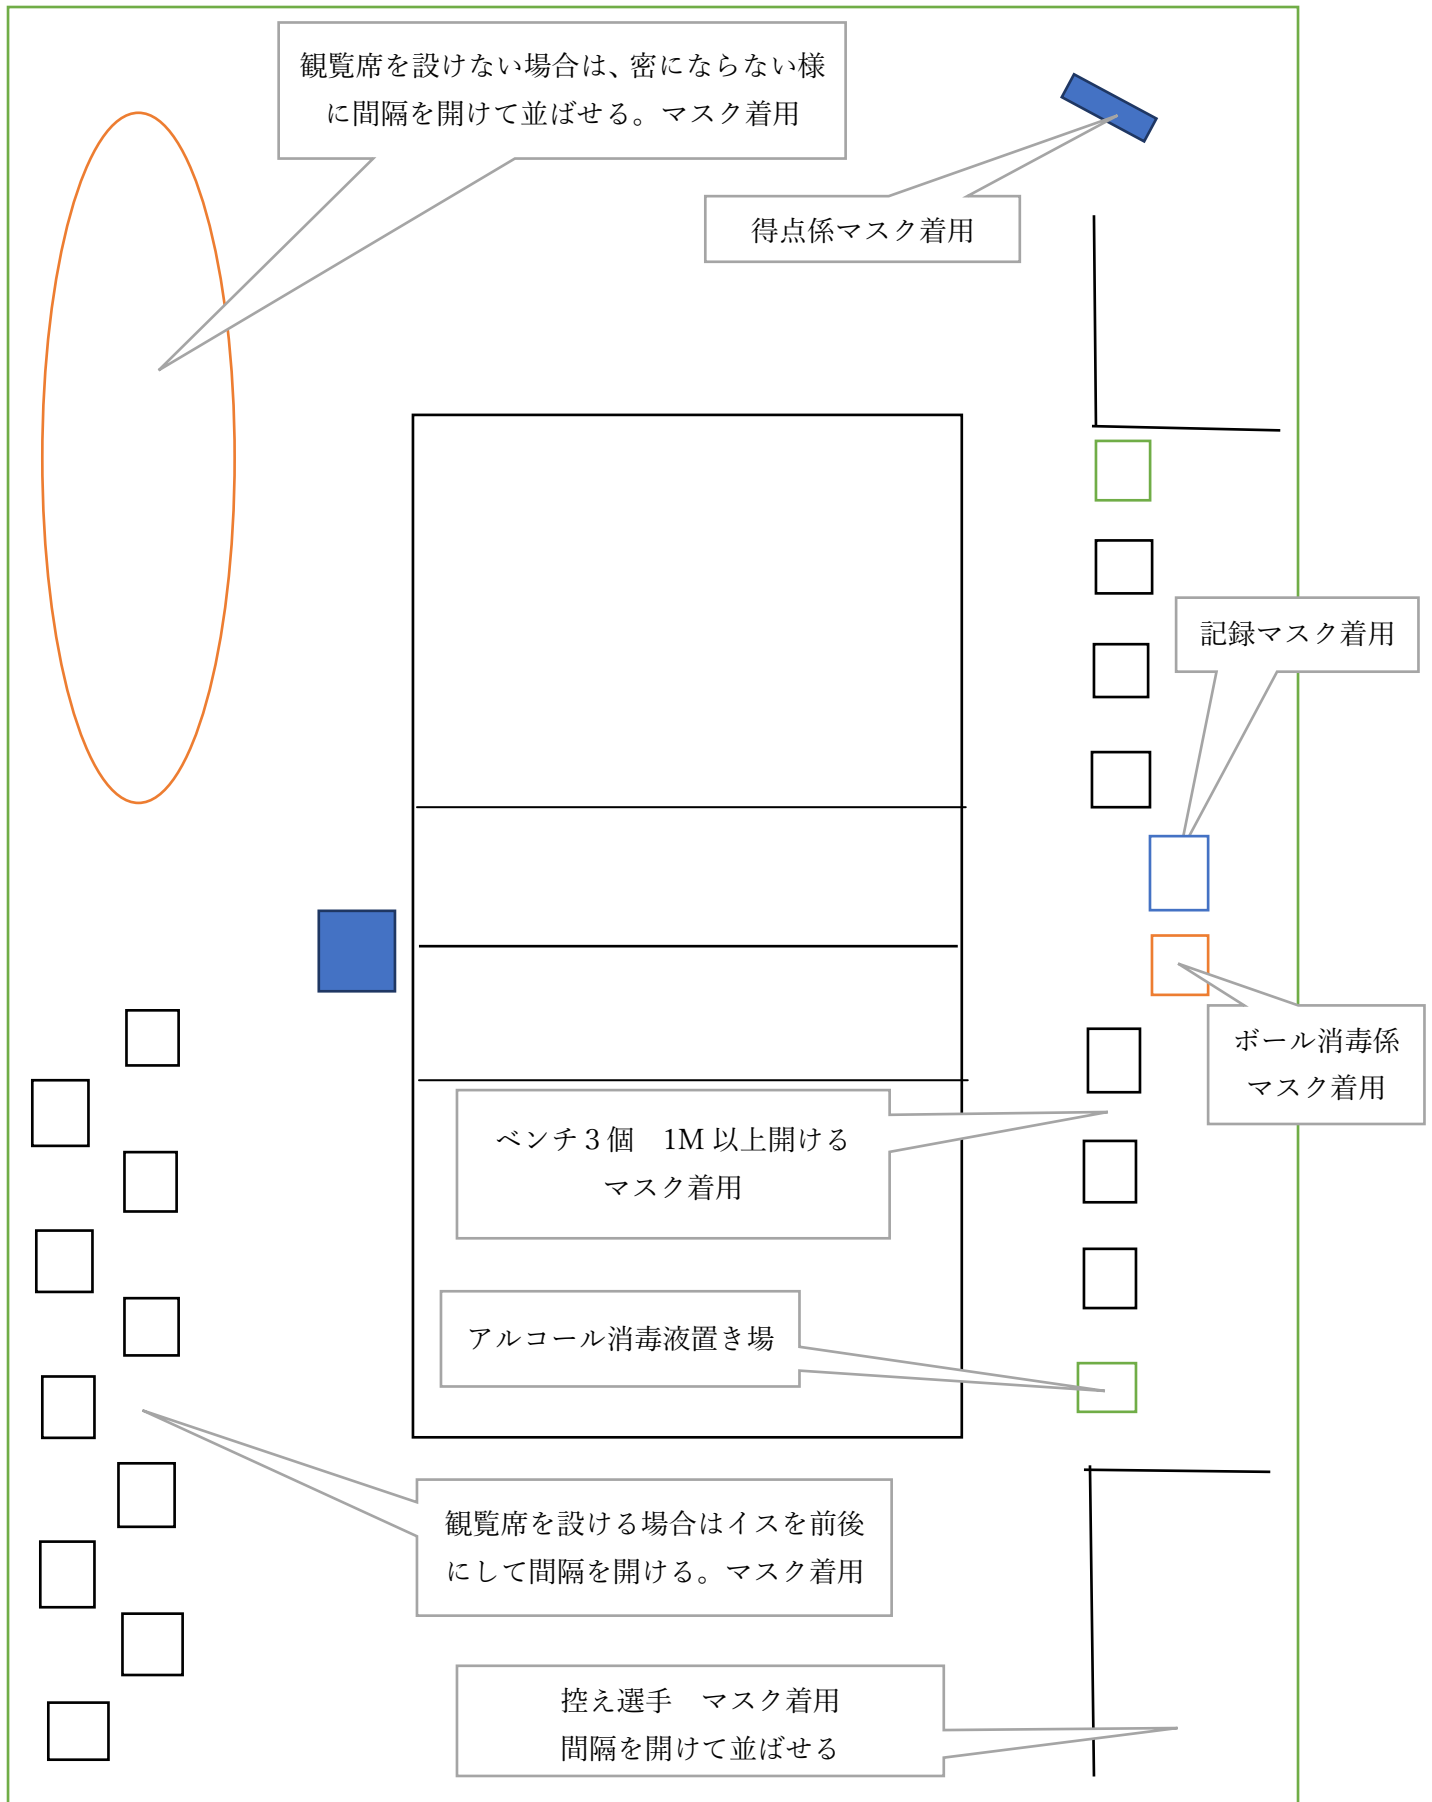 観覧席を設けない場合は、密にならない様
に間隔を開けて並ばせる。マスク着用
得点係マスク着用
記録マスク着用
ボール消毒係
マスク着用
ベンチ３個　1M 以上開ける
マスク着用
アルコール消毒液置き場
観覧席を設ける場合はイスを前後
にして間隔を開ける。マスク着用
控え選手　マスク着用
間隔を開けて並ばせる